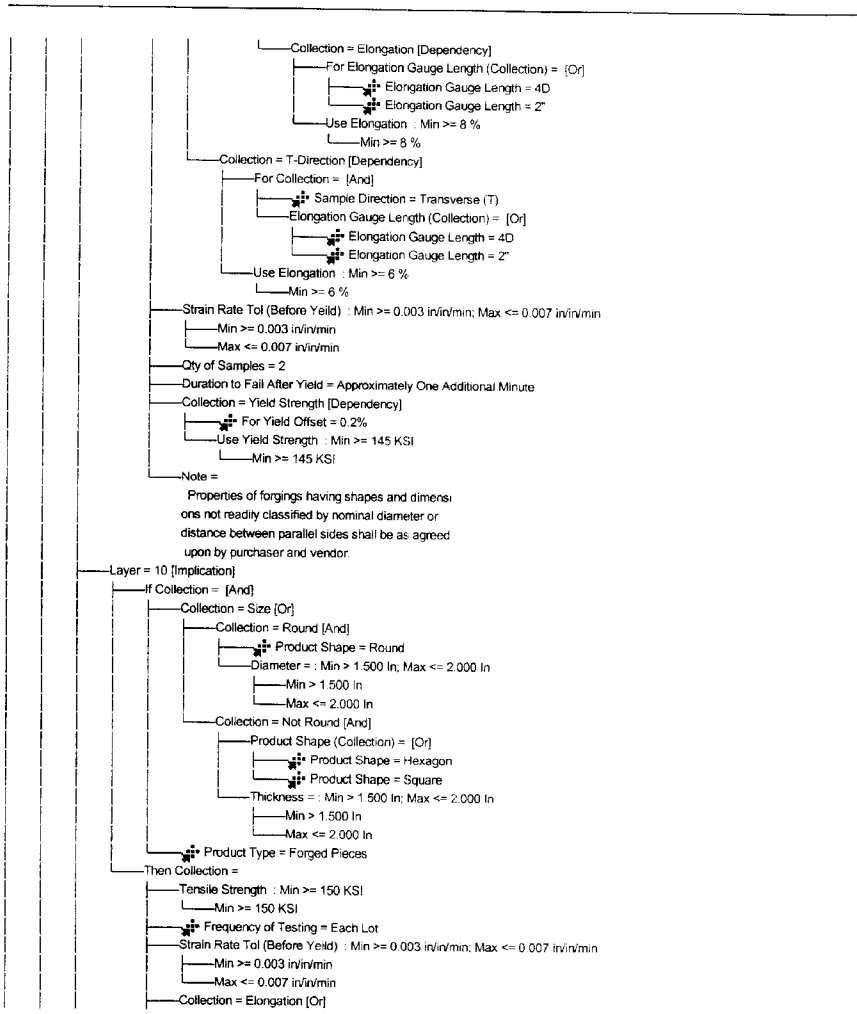 Collection = Elongation [Dependency]
For Elongation Gauge Length (Collection) = [Or]
Elongation Gauge Length = 4D
Elongation Gauge Length = 2"
Use Elongation : Min >= 8 %
Min >= 8 %
Collection = T-Direction [Dependency]
For Collection = [And]
Sample Direction = Transverse (T)
Elongation Gauge Length (Collection) = [Or]
Elongation Gauge Length = 4D
Elongation Gauge Length = 2"
Use Elongation : Min >= 6 %
Min >= 6 %
Strain Rate Tol (Before Yeild) : Min >= 0.003 in/in/min; Max <= 0.007 in/in/min
Min >= 0.003 in/in/min
Max <= 0.007 in/in/min
Qty of Samples = 2
Duration to Fail After Yield = Approximately One Additional Minute
Collection = Yield Strength [Dependency]
For Yield Offset = 0.2%
Use Yield Strength : Min >= 145 KSI
Min >= 145 KSI
Note =
Properties of forgings having shapes and dimensi
ons not readily classified by nominal diameter or
distance between parallel sides shall be as agreed
upon by purchaser and vendor.
Layer = 10 [Implication]
If Collection = [And]
Collection = Size [Or]
Collection = Round [And]
Product Shape = Round
Diameter = : Min > 1.500 In; Max <= 2.000 In
Min > 1.500 In
Max <= 2.000 In
Collection = Not Round [And]
Product Shape (Collection) = [Or]
Product Shape = Hexagon
Product Shape = Square
Thickness = : Min > 1.500 In; Max <= 2.000 In
Min > 1.500 In
Max <= 2.000 In
Product Type = Forged Pieces
Then Collection =
Tensile Strength : Min >= 150 KSI
Min >= 150 KSI
Frequency of Testing = Each Lot
Strain Rate Tol (Before Yeild) : Min >= 0.003 in/in/min; Max <= 0.007 in/in/min
Min >= 0.003 in/in/min
Max <= 0.007 in/in/min
Collection = Elongation [Or]